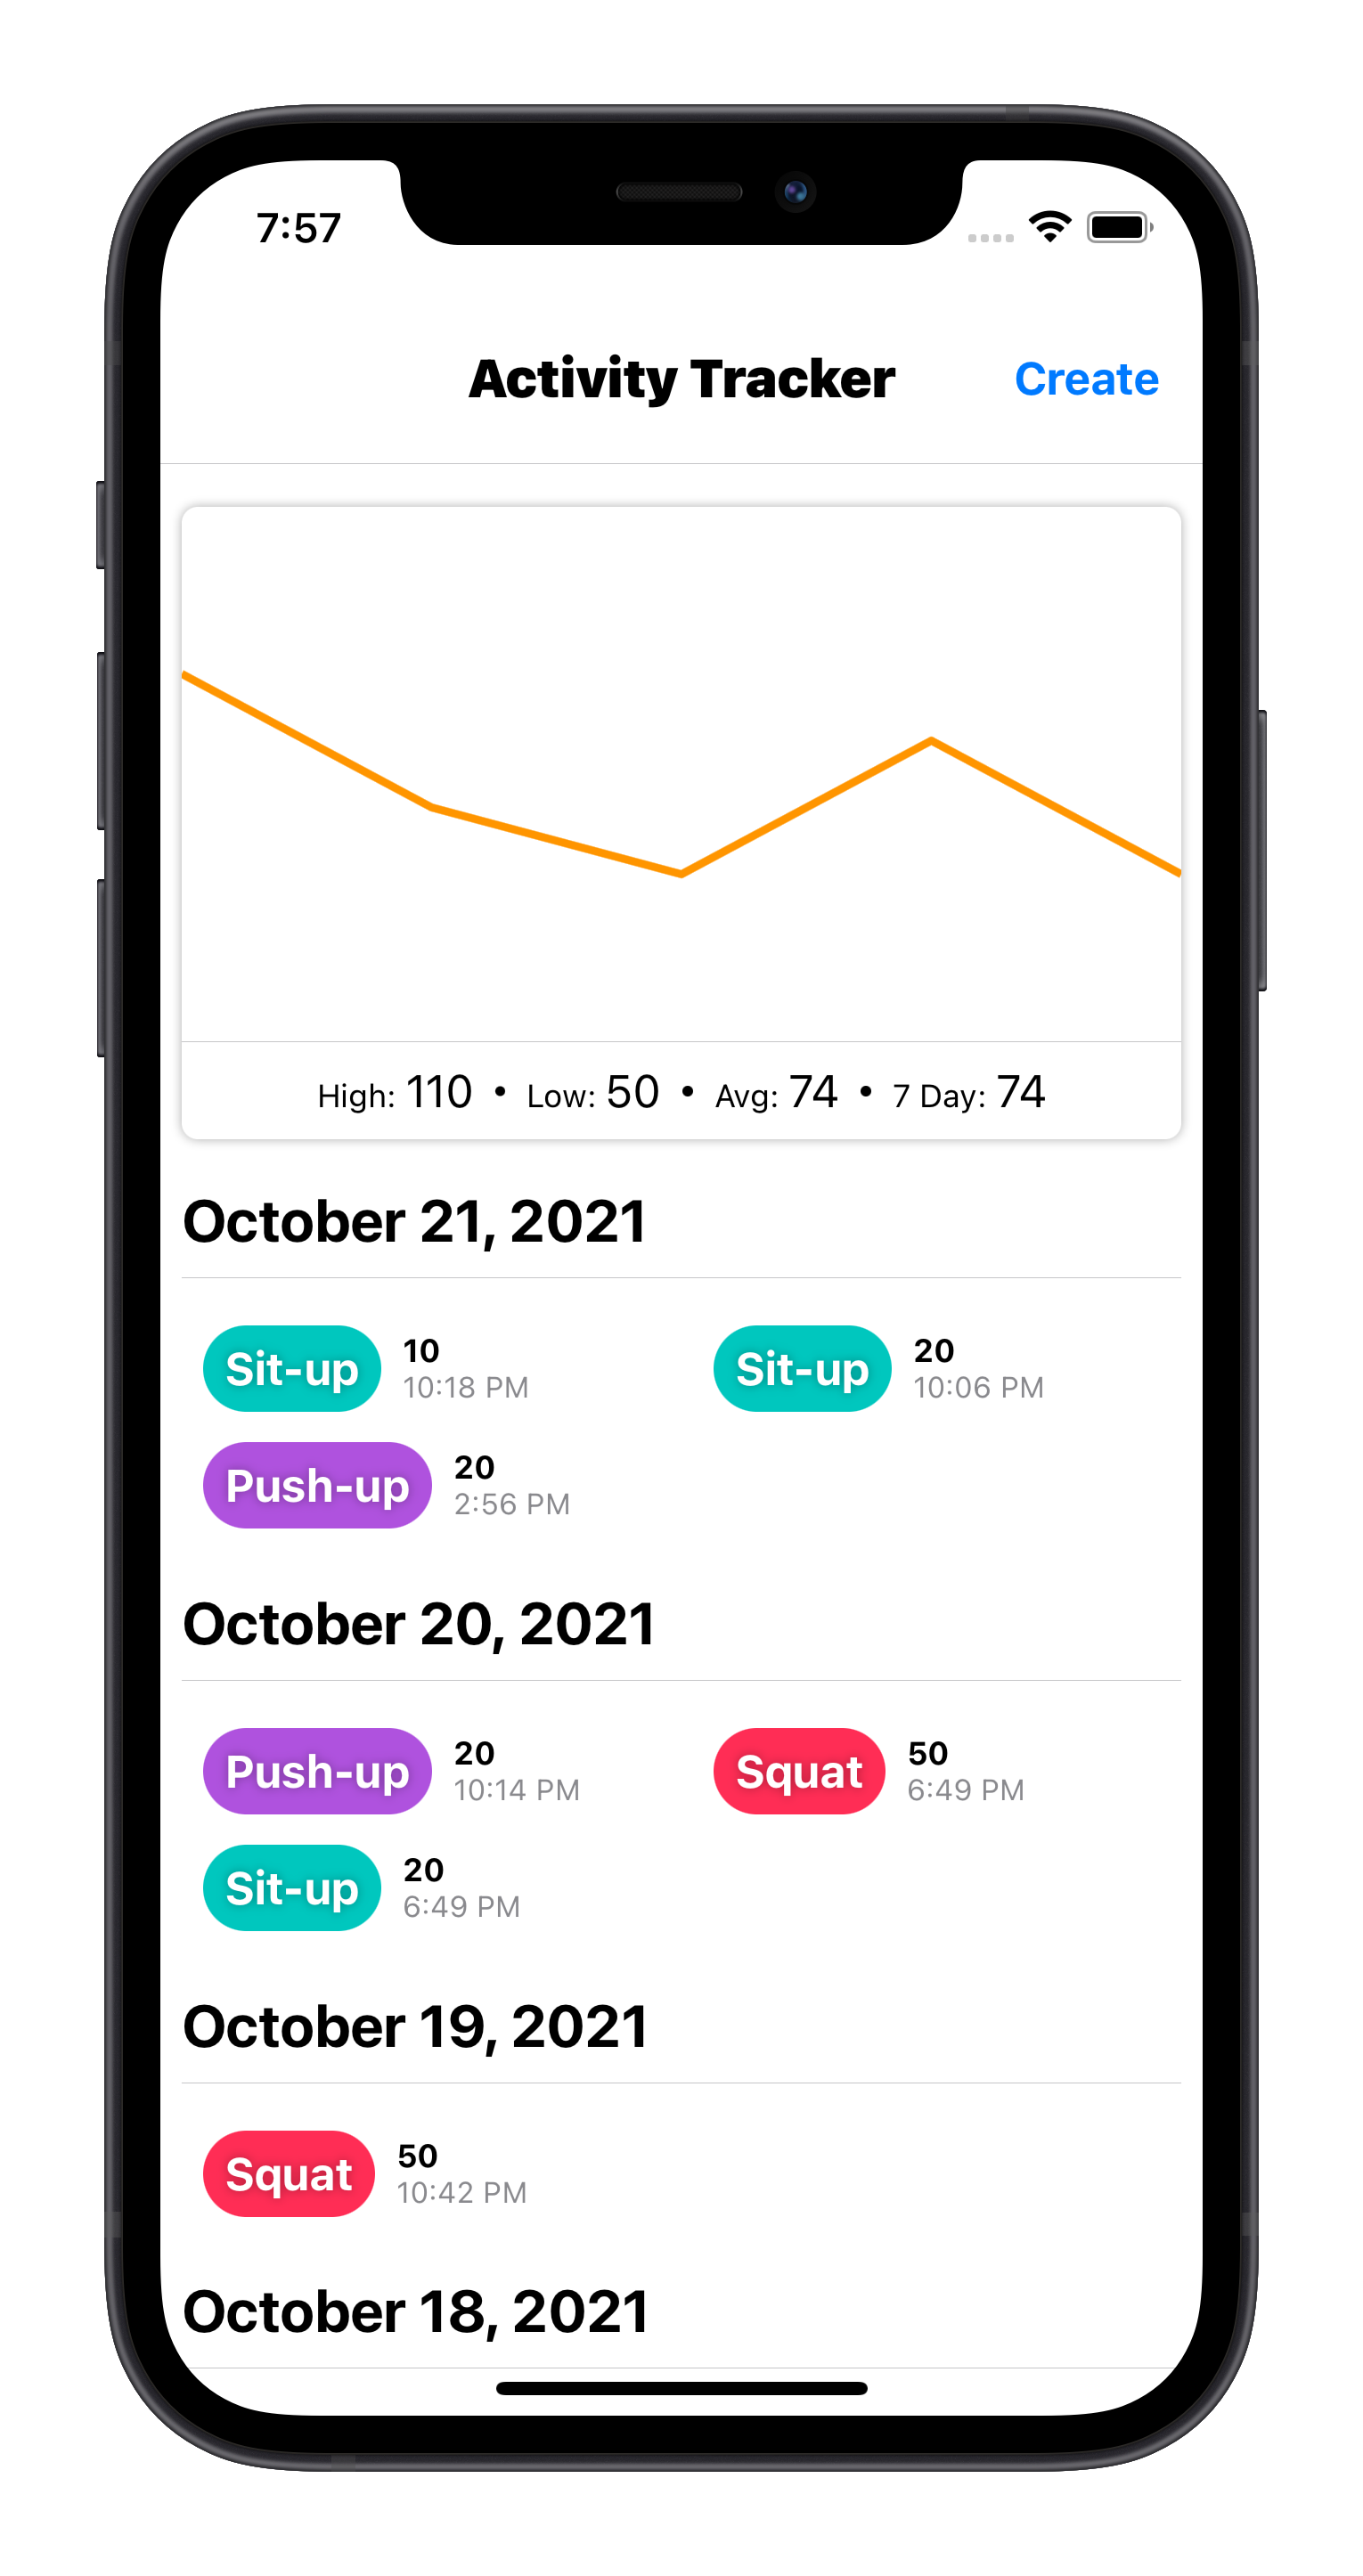 7:57
Activity Tracker Create
High: 110 • Low: 50 • Avg: 74 • 7 Day: 74
October 21, 2021
Sit-up 10 10:18 PM
Sit-up 20 10:06 PM
Push-up 20 2:56 PM
October 20, 2021
Push-up 20 10:14 PM
Squat 50 6:49 PM
Sit-up 20 6:49 PM
October 19, 2021
Squat 50 10:42 PM
October 18, 2021